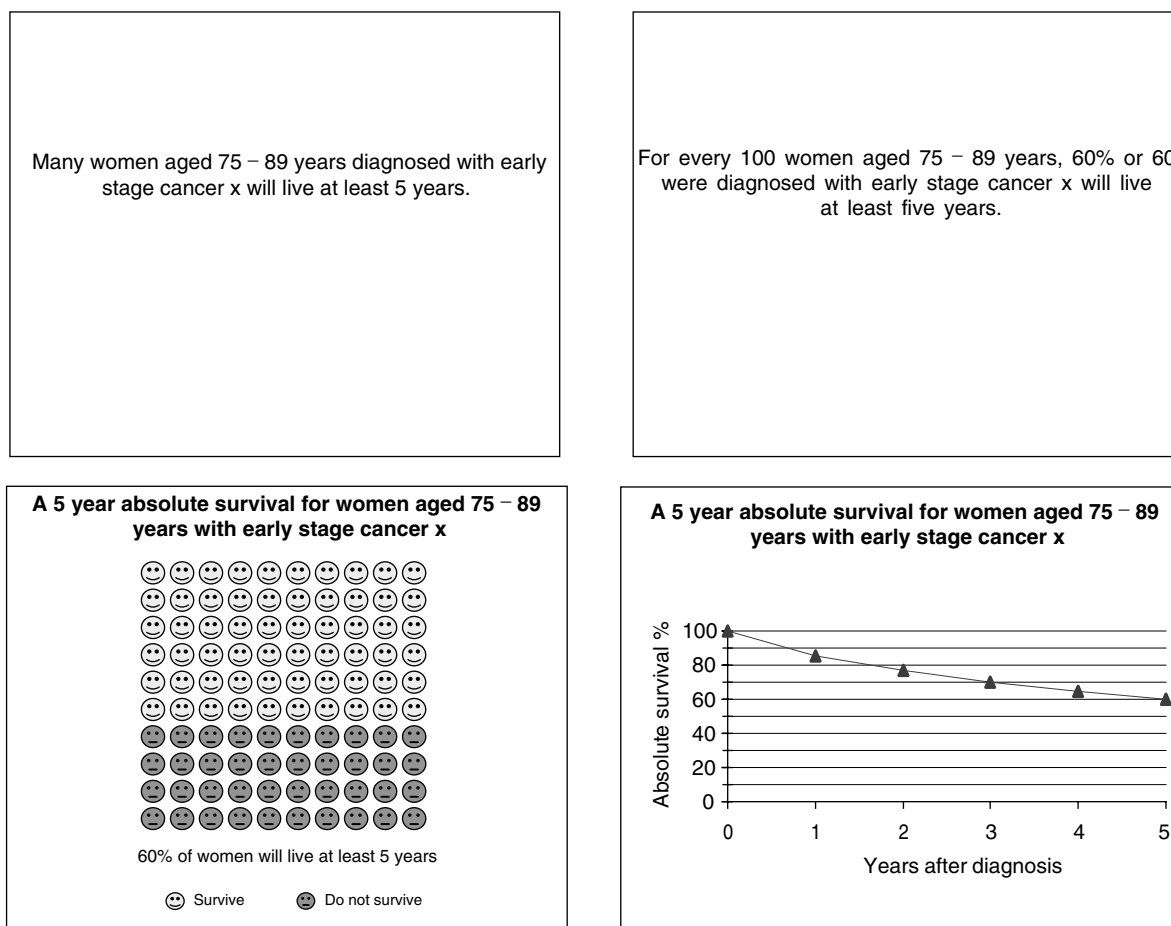 Many women aged 75 – 89 years diagnosed with early
stage cancer x will live at least 5 years.
For every 100 women aged 75 – 89 years, 60% or 60
were diagnosed with early stage cancer x will live
at least five years.
A 5 year absolute survival for women aged 75 – 89
years with early stage cancer x
60% of women will live at least 5 years
Survive
Do not survive
A 5 year absolute survival for women aged 75 – 89
years with early stage cancer x
Absolute survival %
100
80
60
40
20
0
0 1 2 3 4 5
Years after diagnosis